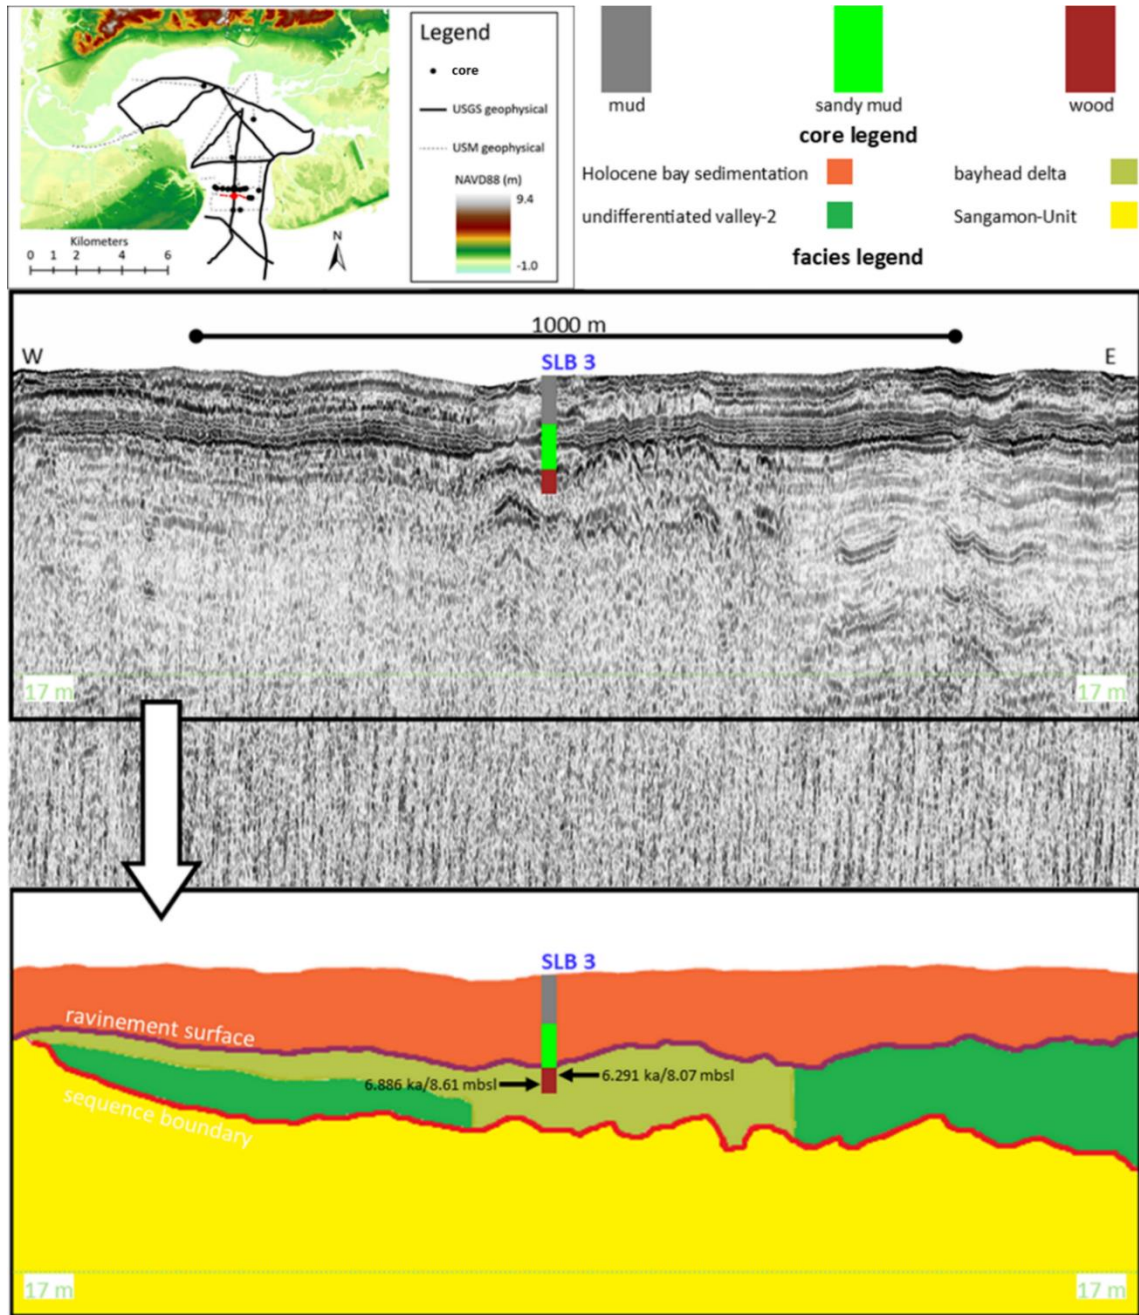 Legend
core
USGS geophysical
USM geophysical
NAVD88 (m)
9.4
-1.0
Kilometers
0 1 2 4 6
N
mud
sandy mud
wood
core legend
Holocene bay sedimentation
bayhead delta
undifferentiated valley-2
Sangamon-Unit
facies legend
1000 m
W
SLB 3
E
17 m
17 m
SLB 3
ravinement surface
6.886 ka/8.61 mbsl
6.291 ka/8.07 mbsl
sequence boundary
17 m
17 m